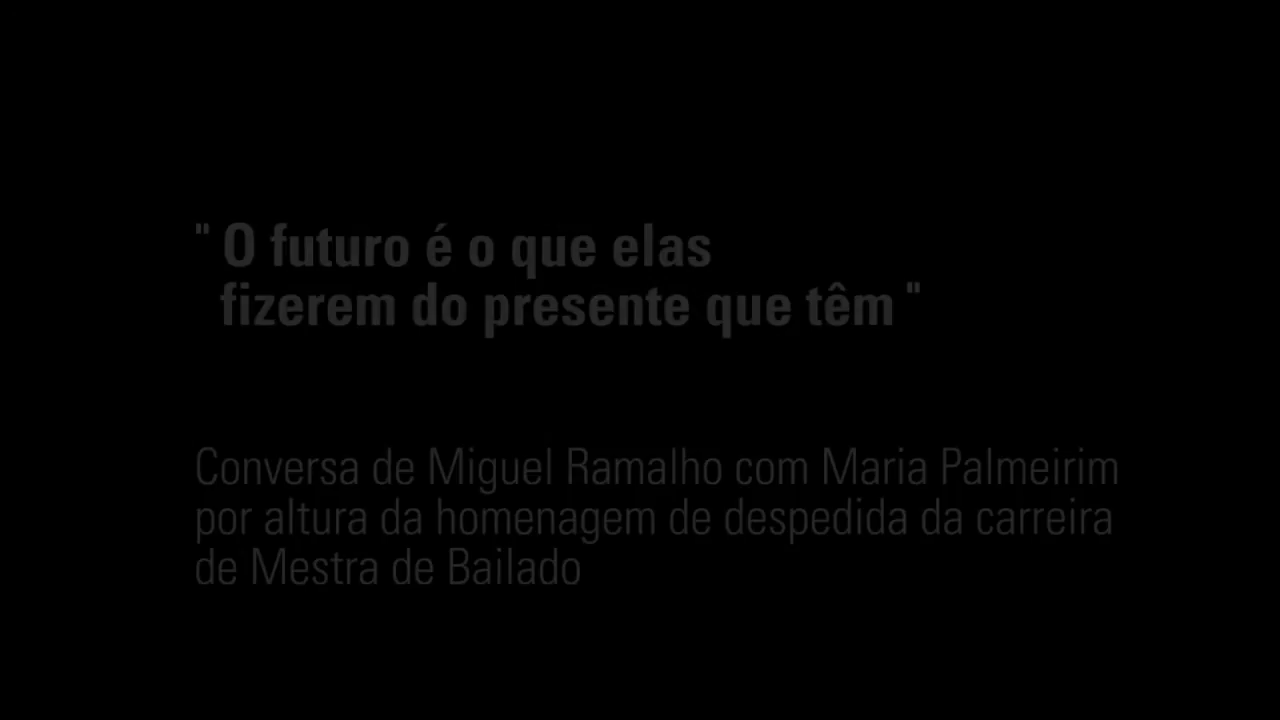 " O futuro é o que elas
fizerem do presente que têm "
Conversa de Miguel Ramalho com Maria Palmeirim
por altura da homenagem de despedida da carreira
de Mestra de Bailado